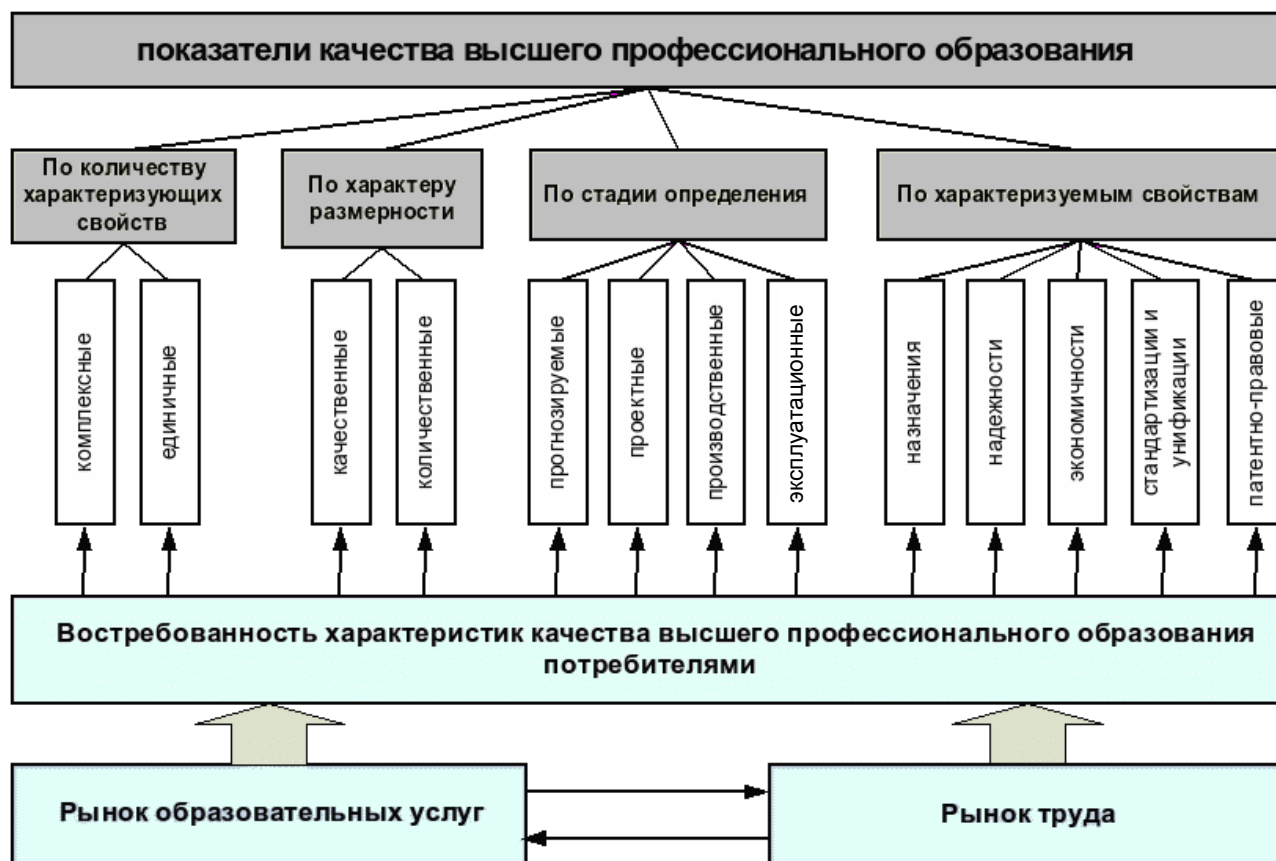 показатели качества высшего профессионального образования
По количеству
характеризующих
свойств
По характеру
размерности
По стадии определения
По характеризуемым свойствам
комплексные
единичные
качественные
количественные
прогнозируемые
проектные
производственные
эксплуатационные
назначения
надежности
экономичности
стандартизации и
унификации
патентно-правовые
Востребованность характеристик качества высшего профессионального образования
потребителями
Рынок образовательных услуг
Рынок труда